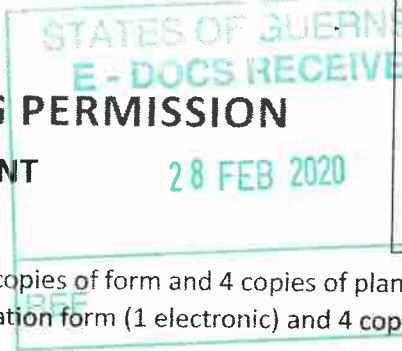 STATES OF GUERNS
E - DOCS RECEIVE
PERMISSION
NT
28 FEB 2020
copies of form and 4 copies of plan
REF
ation form (1 electronic) and 4 cop